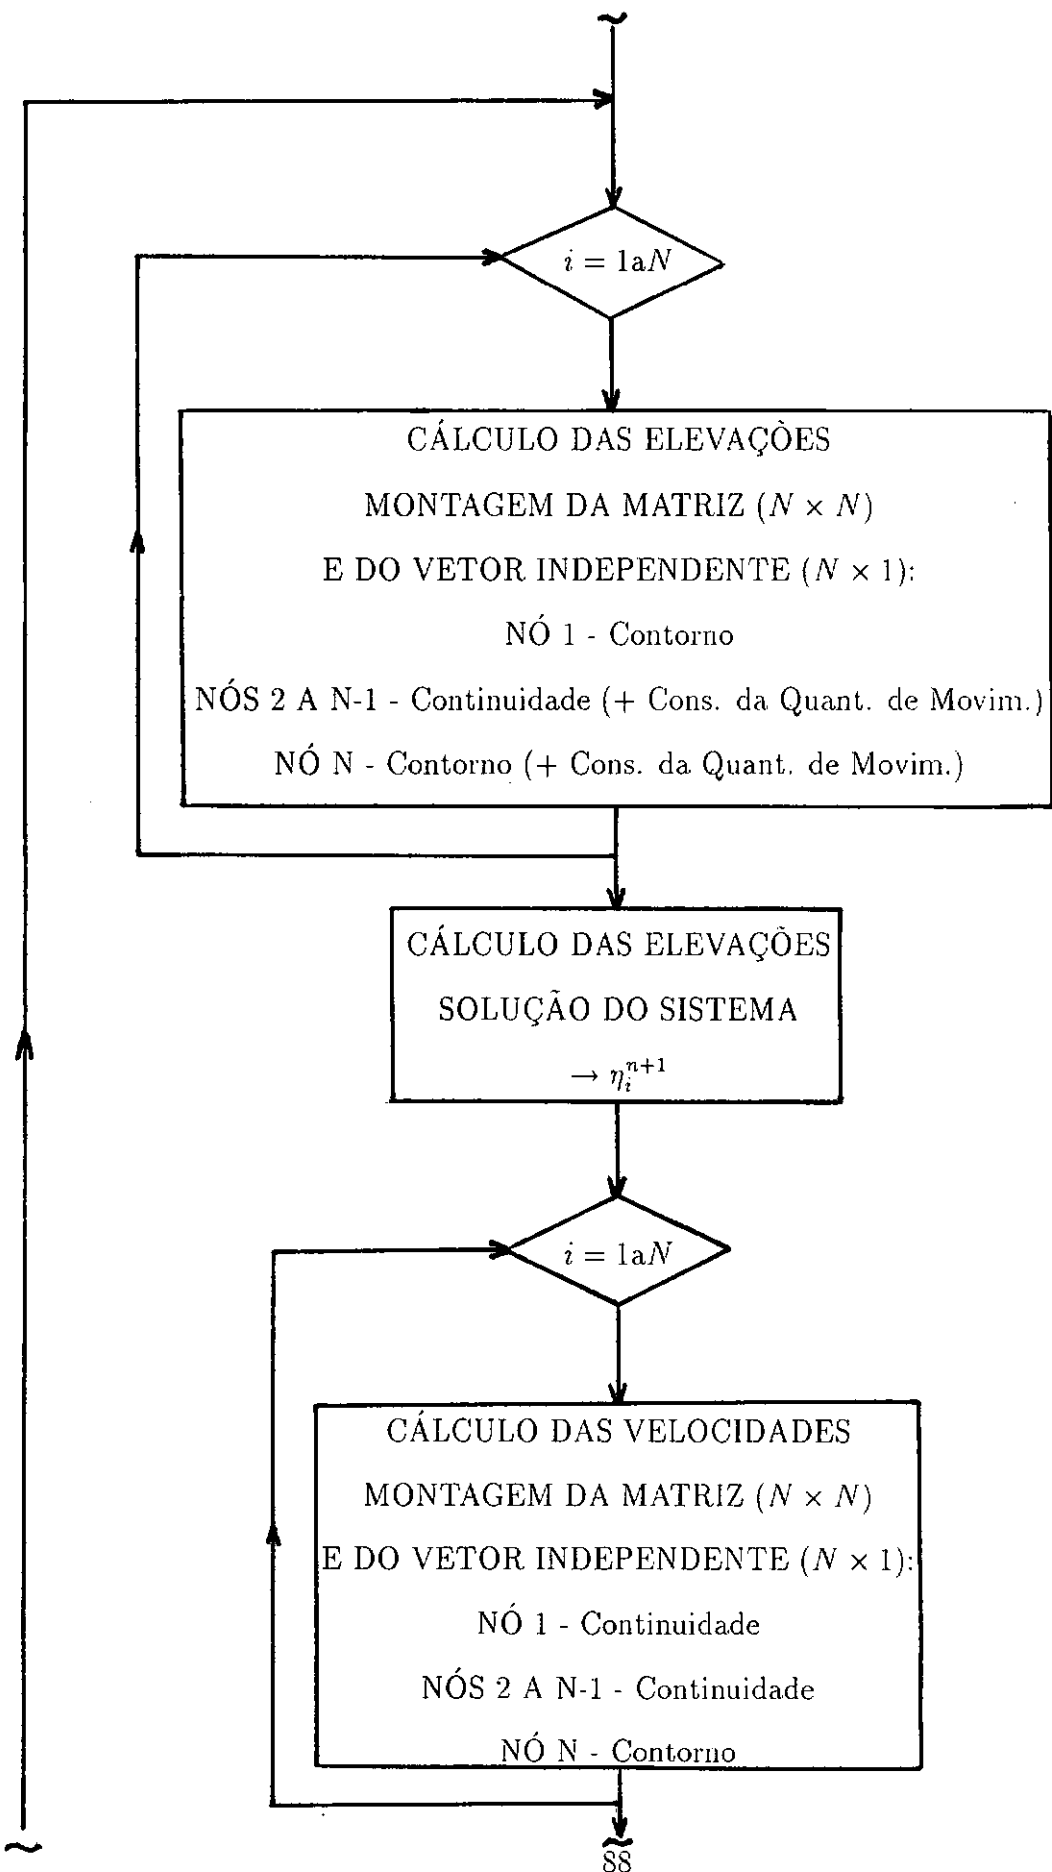 i = 1aN
CÁLCULO DAS ELEVAÇÕES
MONTAGEM DA MATRIZ (N × N)
E DO VETOR INDEPENDENTE (N × 1):
NÓ 1 - Contorno
NÓS 2 A N-1 - Continuidade (+ Cons. da Quant. de Movim.)
NÓ N - Contorno (+ Cons. da Quant. de Movim.)
CÁLCULO DAS ELEVAÇÕES
SOLUÇÃO DO SISTEMA
→ η_i^{n+1}
i = 1aN
CÁLCULO DAS VELOCIDADES
MONTAGEM DA MATRIZ (N × N)
E DO VETOR INDEPENDENTE (N × 1):
NÓ 1 - Continuidade
NÓS 2 A N-1 - Continuidade
NÓ N - Contorno
88